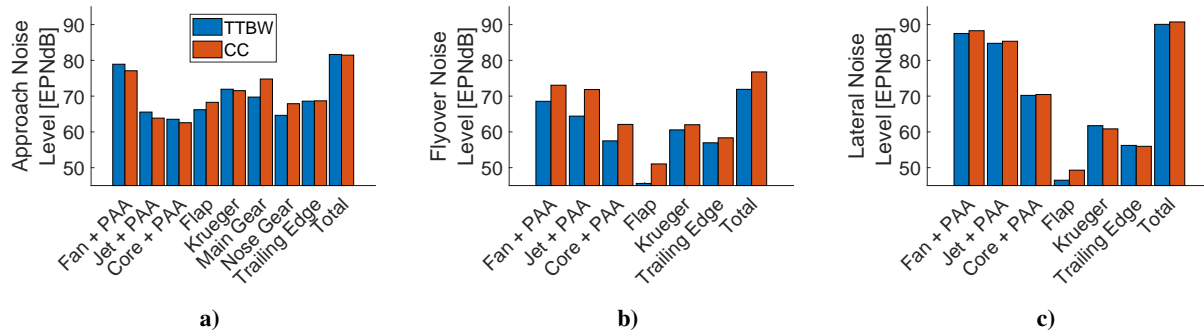 Approach Noise
Level [EPNdB]
90
80
70
60
50
TTBW
CC
Fan + PAA
Jet + PAA
Core + PAA
Flap
Krueger
Main Gear
Nose Gear
Trailing Edge
Total
a)
Flyover Noise
Level [EPNdB]
90
80
70
60
50
Fan + PAA
Jet + PAA
Core + PAA
Flap
Krueger
Trailing Edge
Total
b)
Lateral Noise
Level [EPNdB]
90
80
70
60
50
Fan + PAA
Jet + PAA
Core + PAA
Flap
Krueger
Trailing Edge
Total
c)